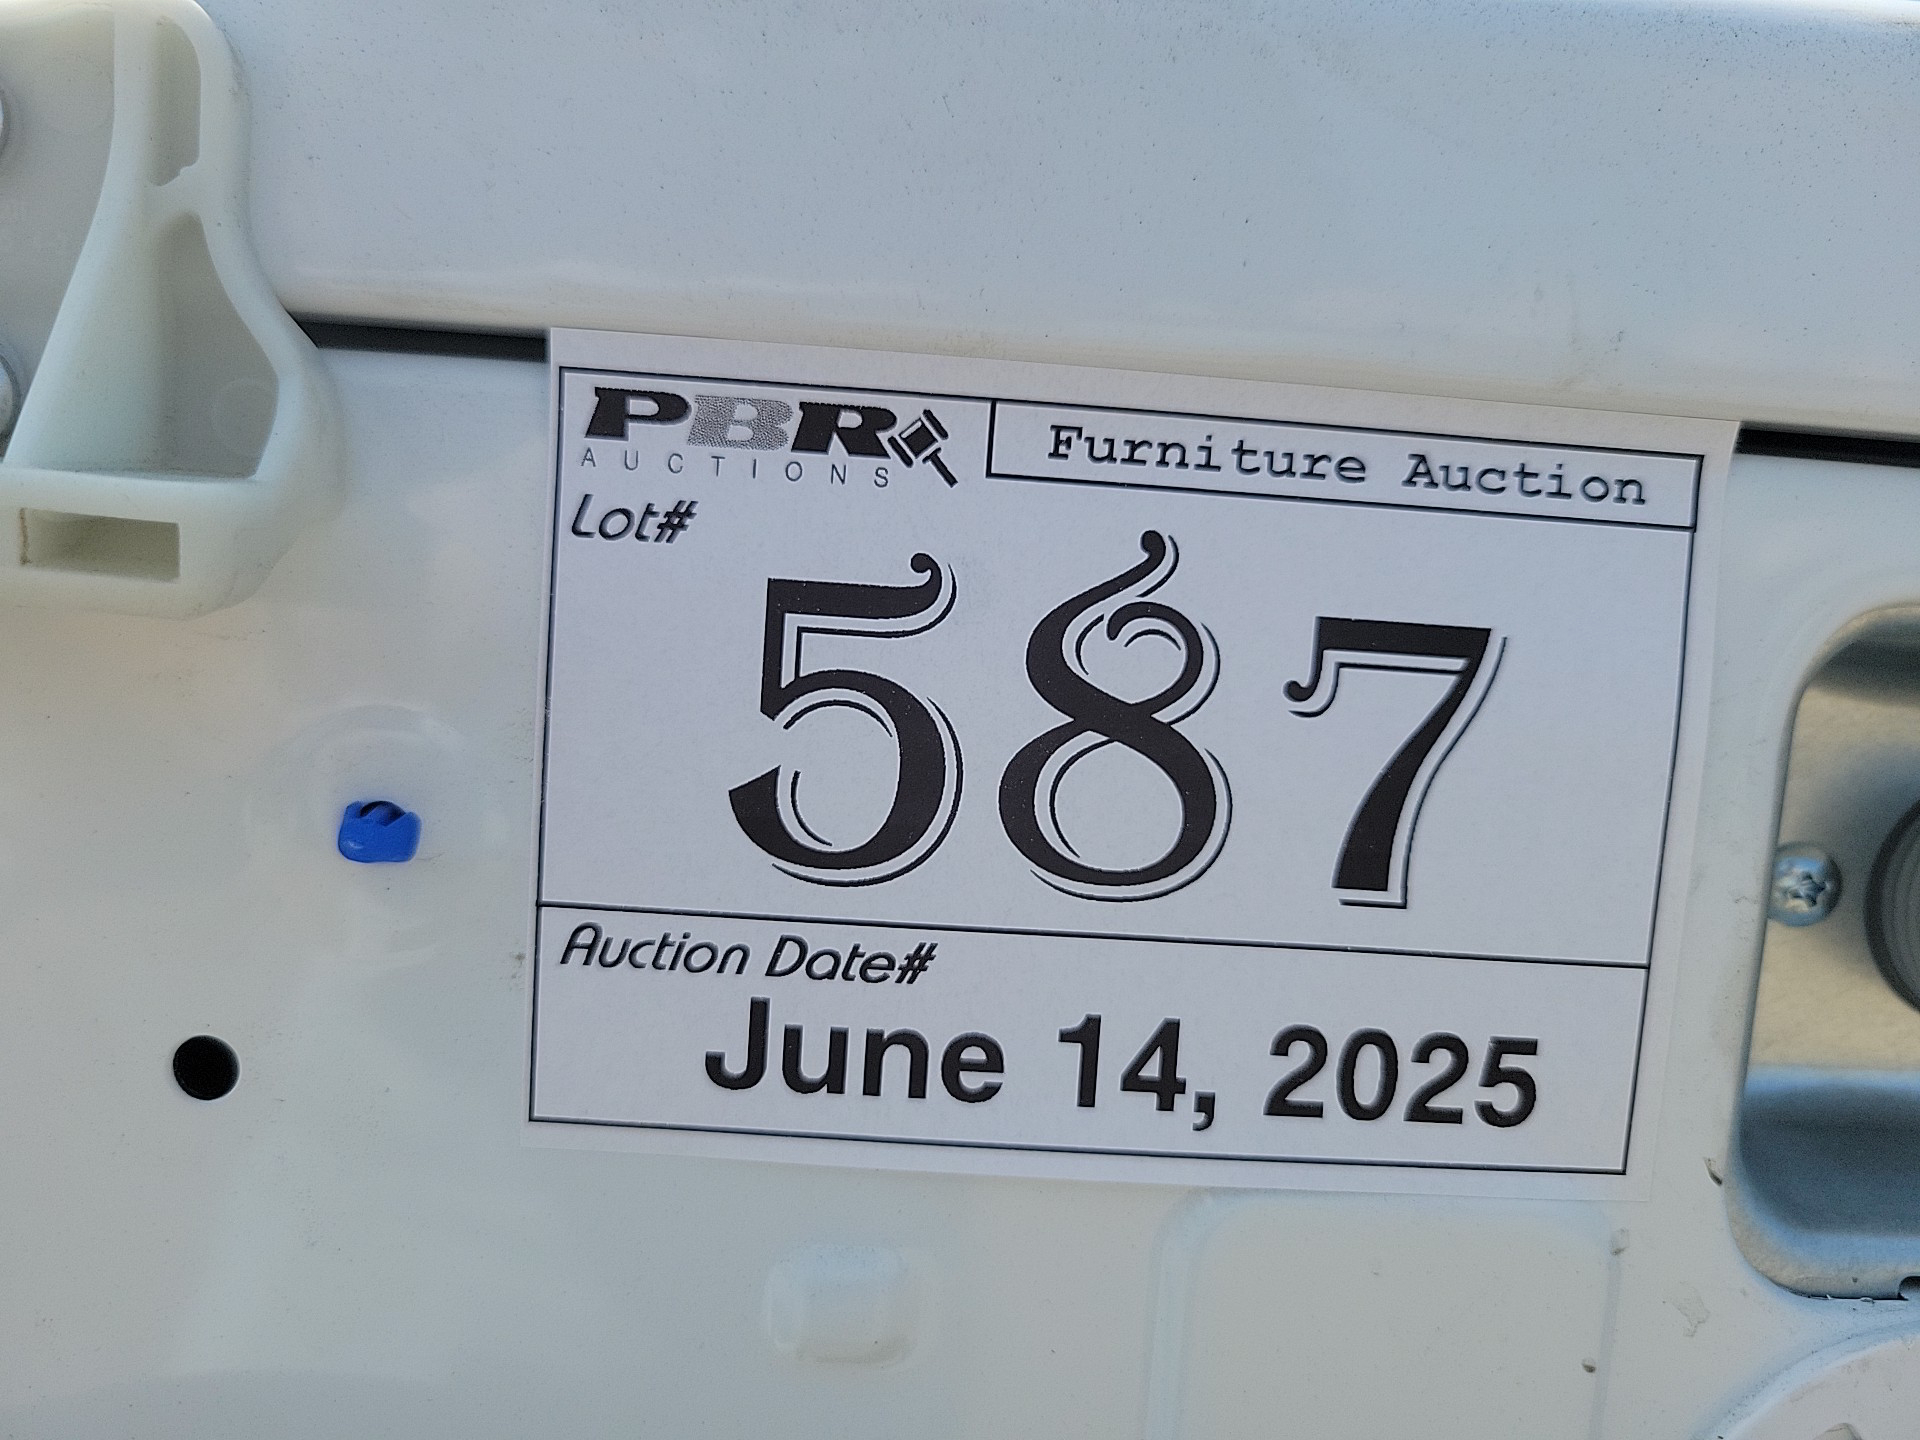 PBR
AUCTIONS
Furniture Auction
Lot#
587
Auction Date#
June 14, 2025